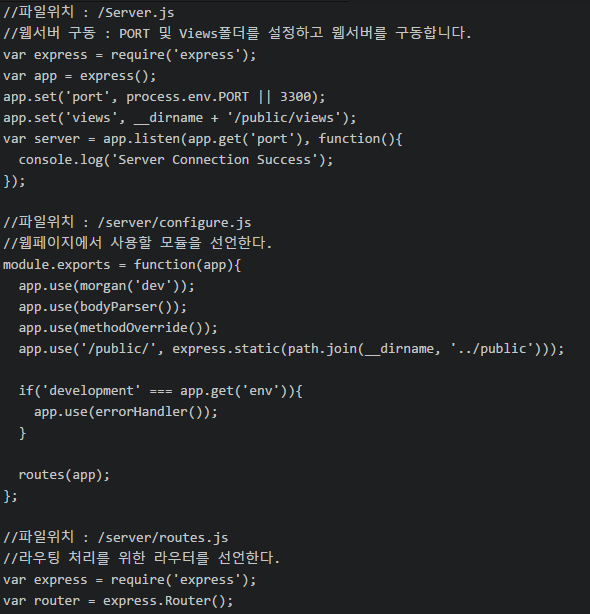 //파일위치 : /Server.js
//웹서버 구동 : PORT 및 Views폴더를 설정하고 웹서버를 구동합니다.
var express = require('express');
var app = express();
app.set('port', process.env.PORT || 3300);
app.set('views', __dirname + '/public/views');
var server = app.listen(app.get('port'), function(){
  console.log('Server Connection Success');
});

//파일위치 : /server/configure.js
//웹페이지에서 사용할 모듈을 선언한다.
module.exports = function(app){
  app.use(morgan('dev'));
  app.use(bodyParser());
  app.use(methodOverride());
  app.use('/public/', express.static(path.join(__dirname, '../public')));

  if('development' === app.get('env')){
    app.use(errorHandler());
  }

  routes(app);
};

//파일위치 : /server/routes.js
//라우팅 처리를 위한 라우터를 선언한다.
var express = require('express');
var router = express.Router();